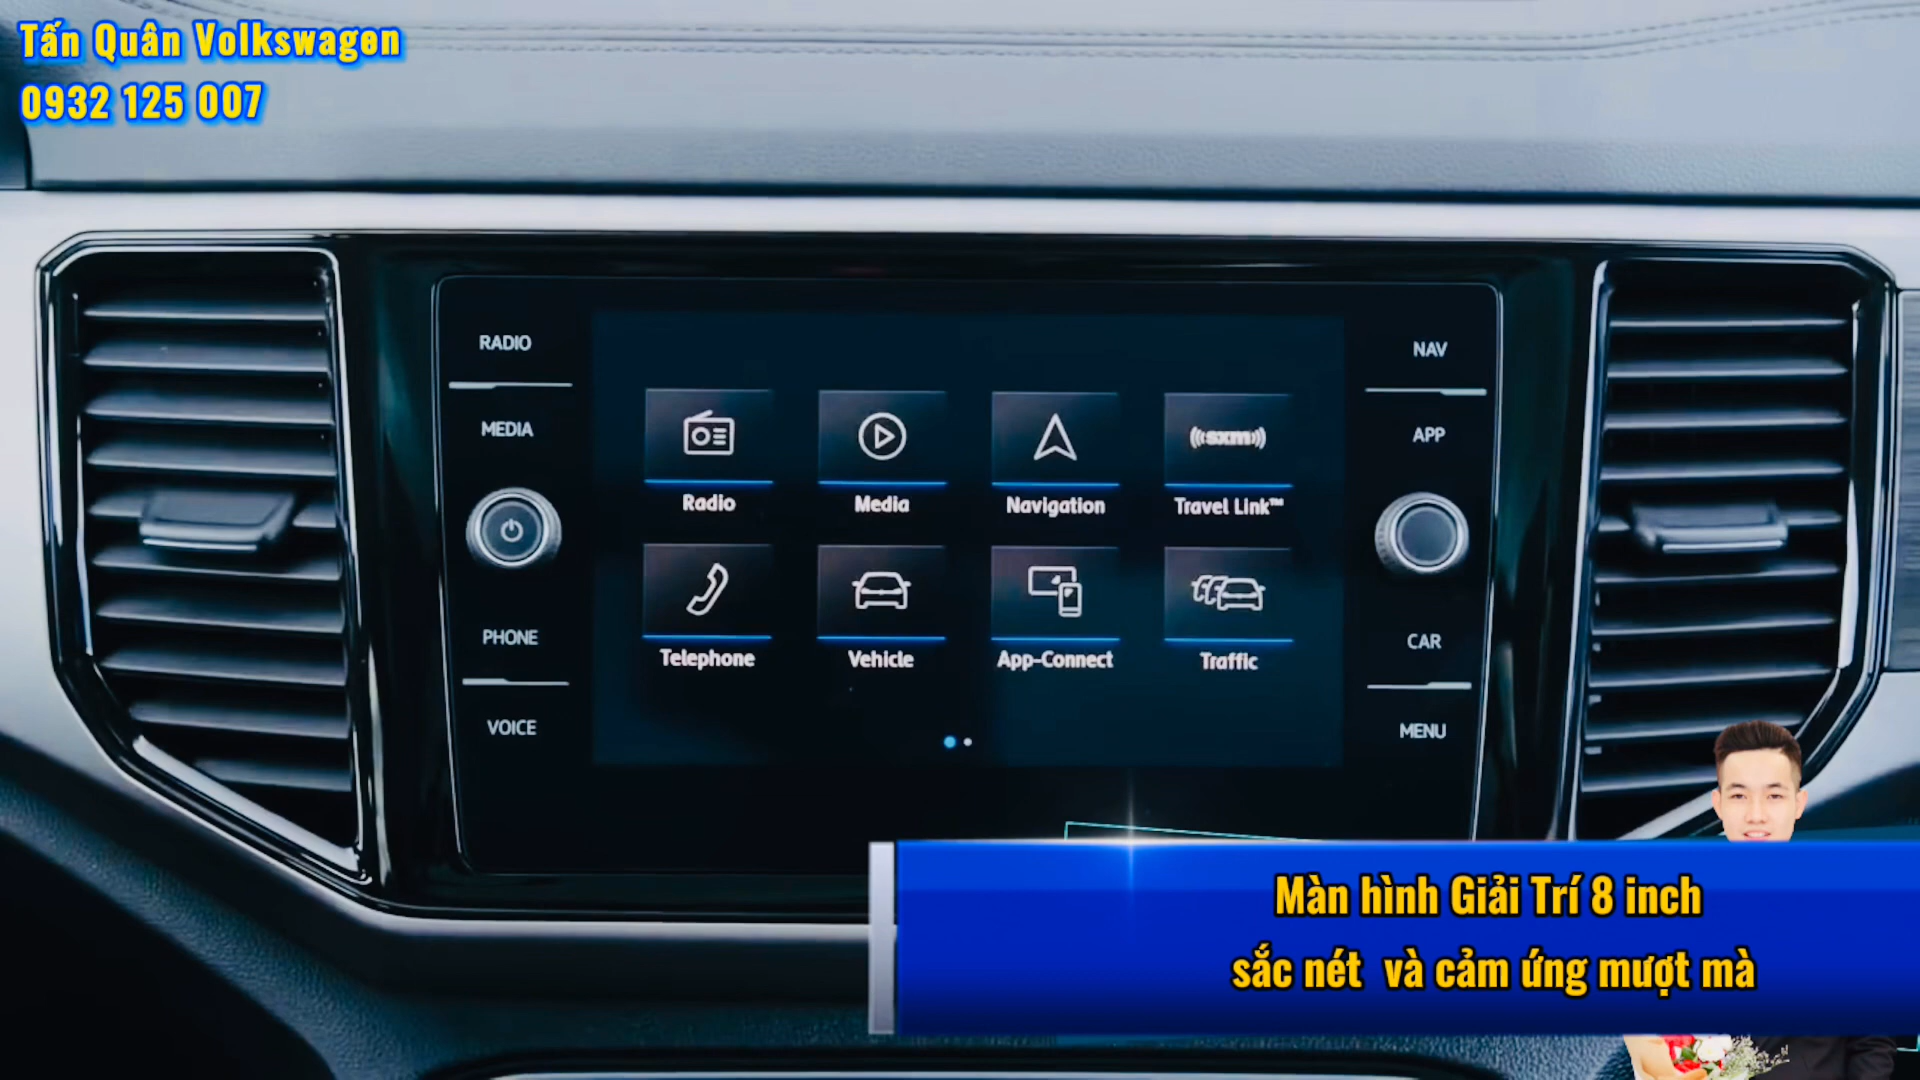 Tấn Quân Volkswagen
0932 125 007
RADIO
MEDIA
PHONE
VOICE
Radio
Media
Navigation
sxm
Travel Link™
Telephone
Vehicle
App-Connect
Traffic
NAV
APP
CAR
MENU
Màn hình Giải Trí 8 inch
sắc nét và cảm ứng mượt mà